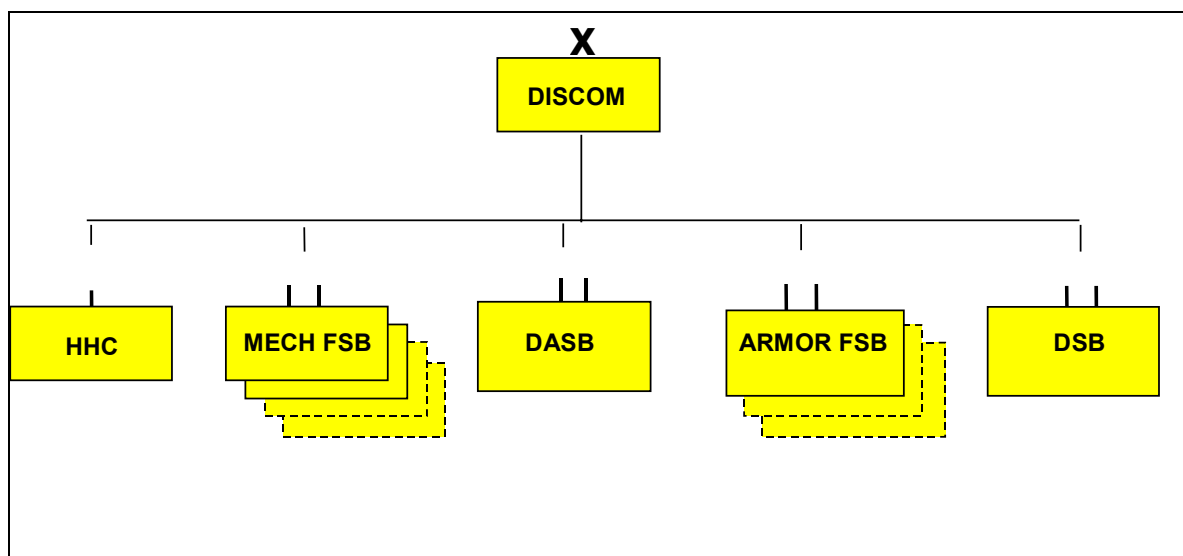 X
DISCOM
HHC
MECH FSB
DASB
ARMOR FSB
DSB